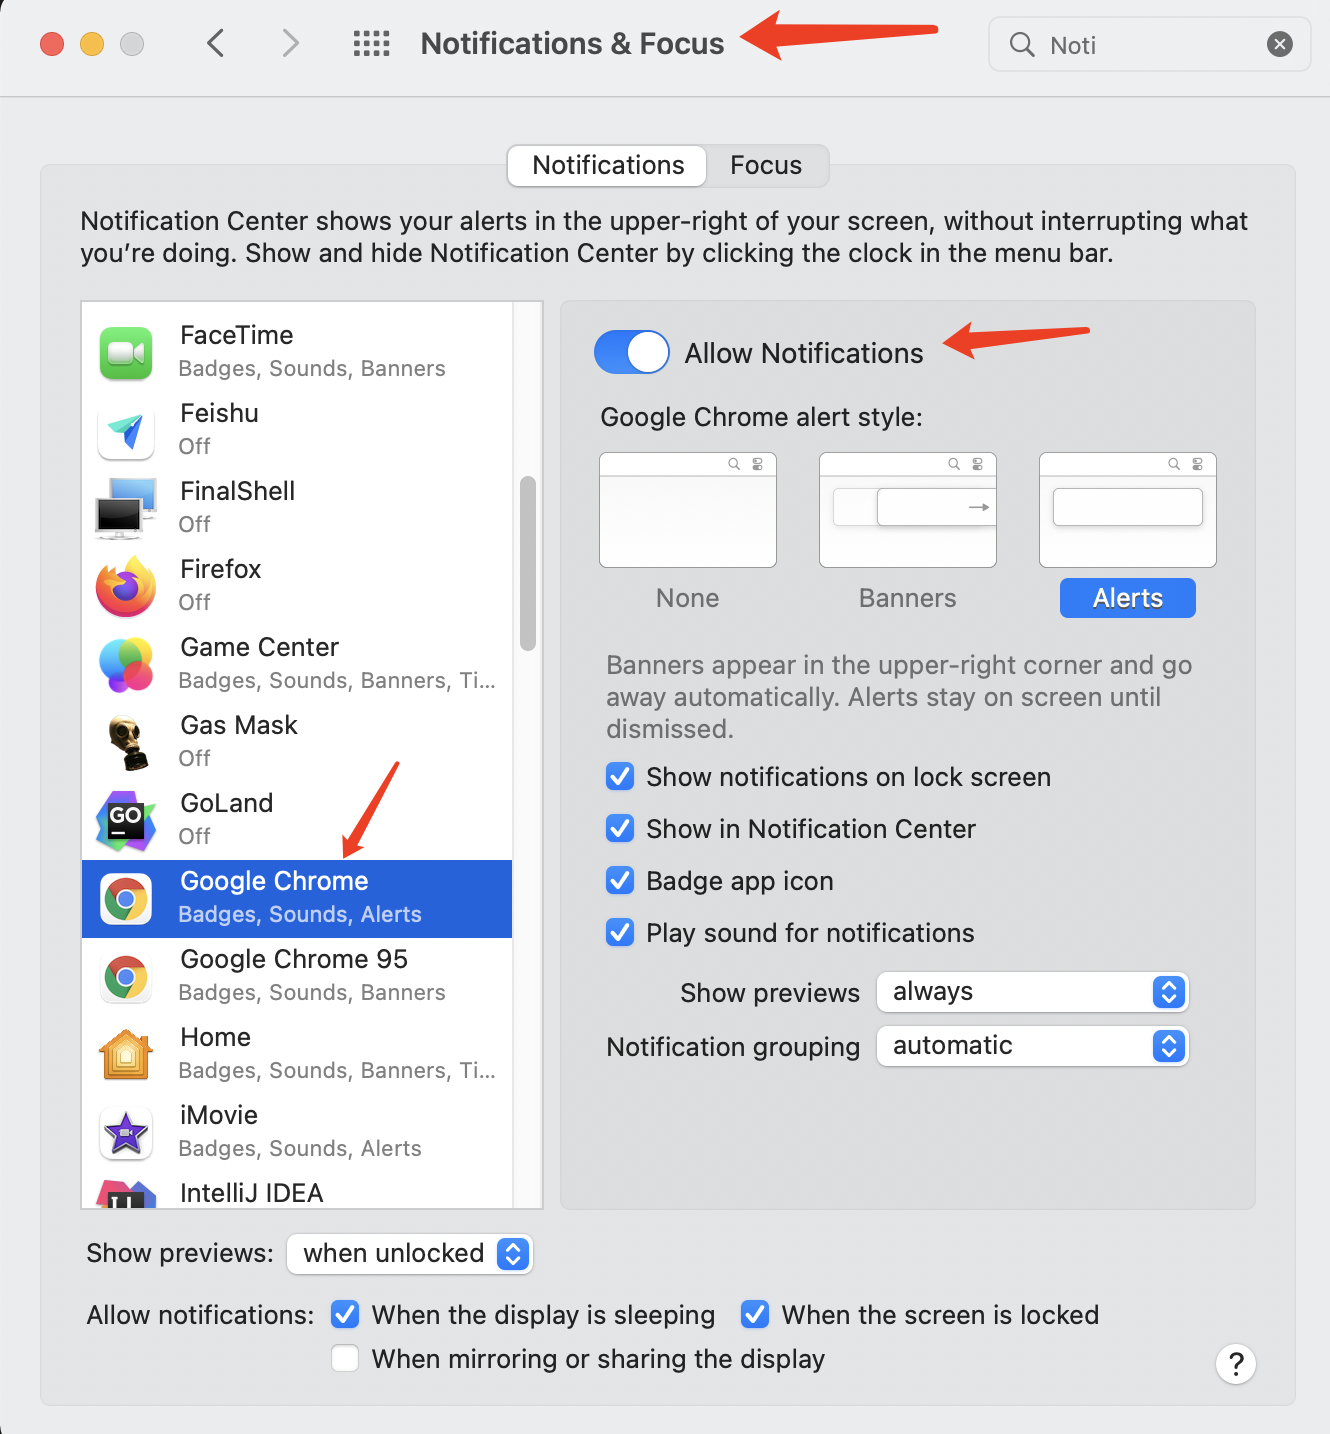 Notifications & Focus
Noti
Notifications
Focus
Notification Center shows your alerts in the upper-right of your screen, without interrupting what
you're doing. Show and hide Notification Center by clicking the clock in the menu bar.
FaceTime
Badges, Sounds, Banners
Feishu
Off
FinalShell
Off
Firefox
Off
Game Center
Badges, Sounds, Banners, Ti...
Gas Mask
Off
GO
GoLand
Off
Google Chrome
Badges, Sounds, Alerts
Google Chrome 95
Badges, Sounds, Banners
Home
Badges, Sounds, Banners, Ti...
iMovie
Badges, Sounds, Alerts
IntelliJ IDEA
Allow Notifications
Google Chrome alert style:
None
Banners
Alerts
Banners appear in the upper-right corner and go
away automatically. Alerts stay on screen until
dismissed.
Show notifications on lock screen
Show in Notification Center
Badge app icon
Play sound for notifications
Show previews
always
Notification grouping
automatic
Show previews:
when unlocked
Allow notifications:
When the display is sleeping
When the screen is locked
When mirroring or sharing the display
?